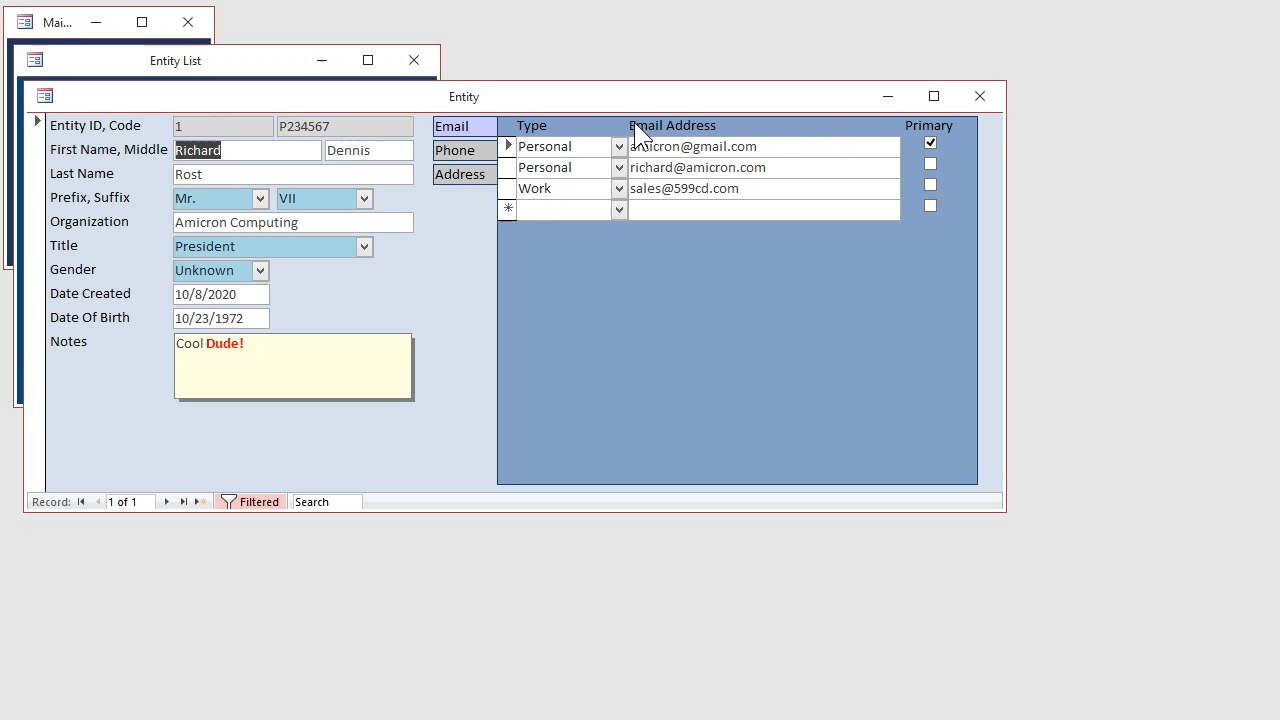 Mai...
Entity List
Entity
Entity ID, Code 1 P234567
First Name, Middle Richard Dennis
Last Name Rost
Prefix, Suffix Mr. VII
Organization Amicron Computing
Title President
Gender Unknown
Date Created 10/8/2020
Date Of Birth 10/23/1972
Notes Cool Dude!
Email
Phone
Address
Type Email Address Primary
Personal amicron@gmail.com
Personal richard@amicron.com
Work sales@599cd.com
Record: 1 of 1 Filtered Search